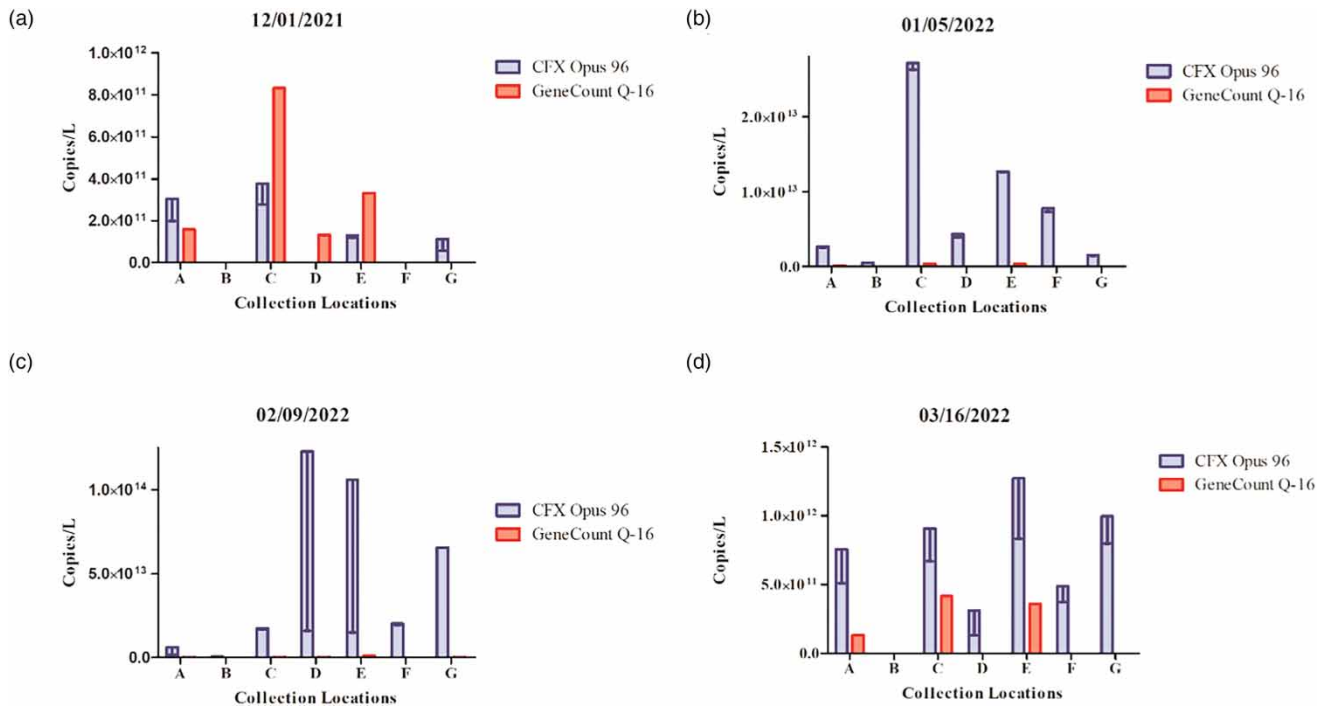 (a)
12/01/2021
1.0×10¹²
8.0×10¹¹
6.0×10¹¹
4.0×10¹¹
2.0×10¹¹
0.0
Copies/L
A B C D E F G
Collection Locations
CFX Opus 96
GeneCount Q-16
(b)
01/05/2022
2.0×10¹³
1.0×10¹³
0.0
Copies/L
A B C D E F G
Collection Locations
CFX Opus 96
GeneCount Q-16
(c)
02/09/2022
1.0×10¹⁴
5.0×10¹³
0.0
Copies/L
A B C D E F G
Collection Locations
CFX Opus 96
GeneCount Q-16
(d)
03/16/2022
1.5×10¹²
1.0×10¹²
5.0×10¹¹
0.0
Copies/L
A B C D E F G
Collection Locations
CFX Opus 96
GeneCount Q-16